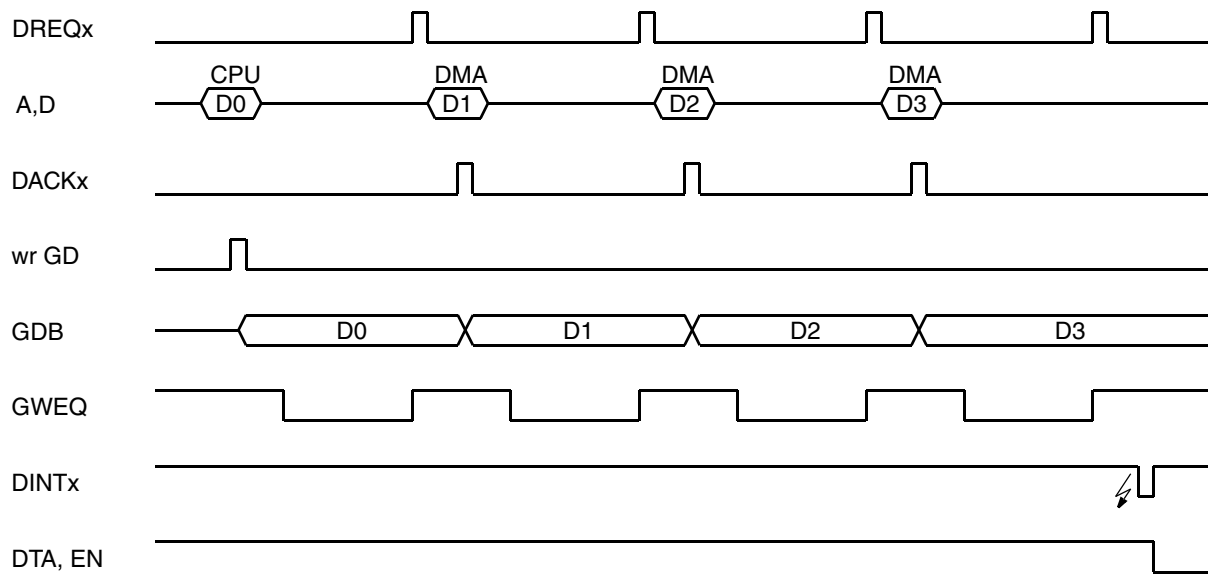 DREQx
CPU DMA DMA DMA
A,D D0 D1 D2 D3
DACKx
wr GD
GDB D0 D1 D2 D3
GWEQ
DINTx
DTA, EN